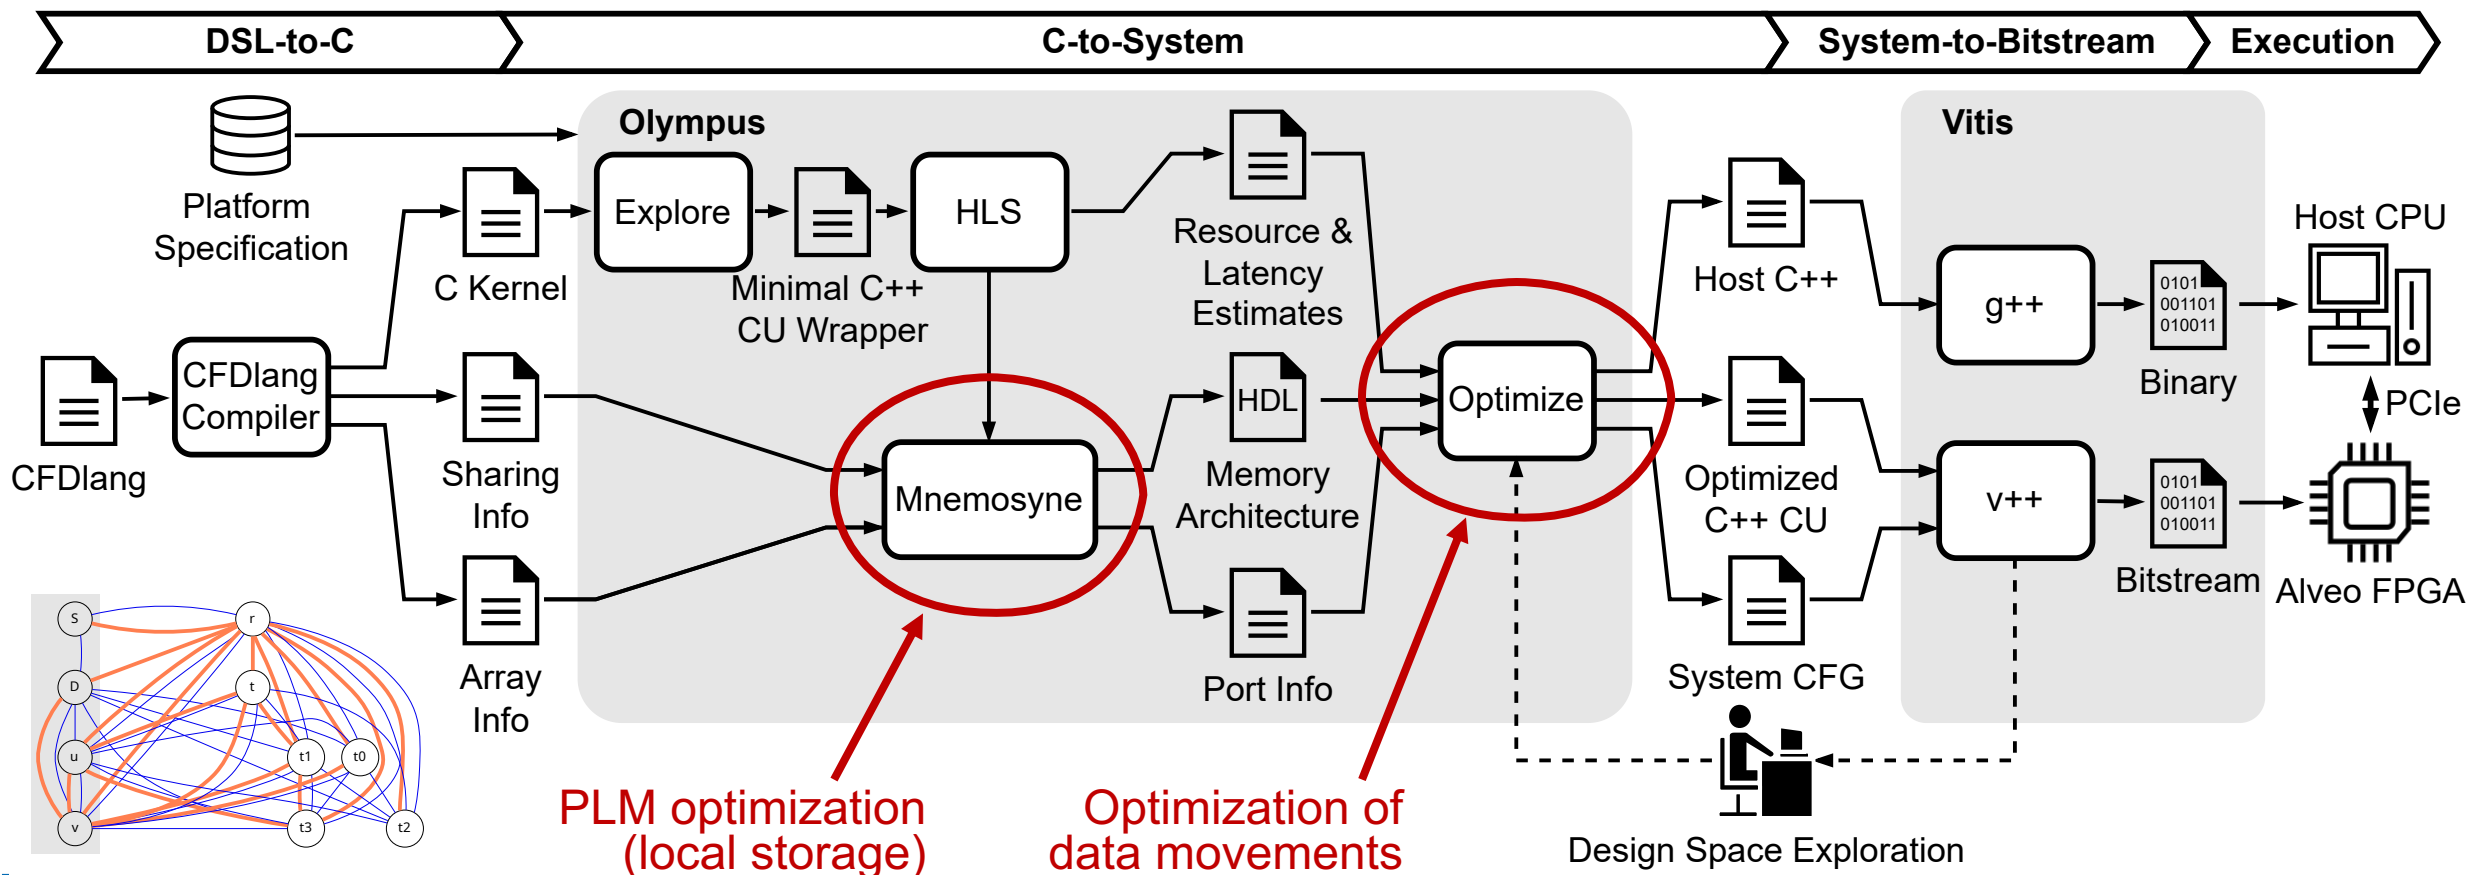 DSL-to-C
C-to-System
System-to-Bitstream
Execution
Olympus
Vitis
Platform
Specification
C Kernel
Explore
Minimal C++
CU Wrapper
HLS
Resource &
Latency
Estimates
Host C++
g++
0101
001101
010011
Binary
Host CPU
PCIe
CFDlang
CFDlang
Compiler
Sharing
Info
Mnemosyne
HDL
Memory
Architecture
Optimize
Optimized
C++ CU
v++
0101
001101
010011
Bitstream
Alveo FPGA
Array
Info
Port Info
System CFG
S
r
D
t
u
t1
t0
v
t3
t2
PLM optimization
(local storage)
Optimization of
data movements
Design Space Exploration